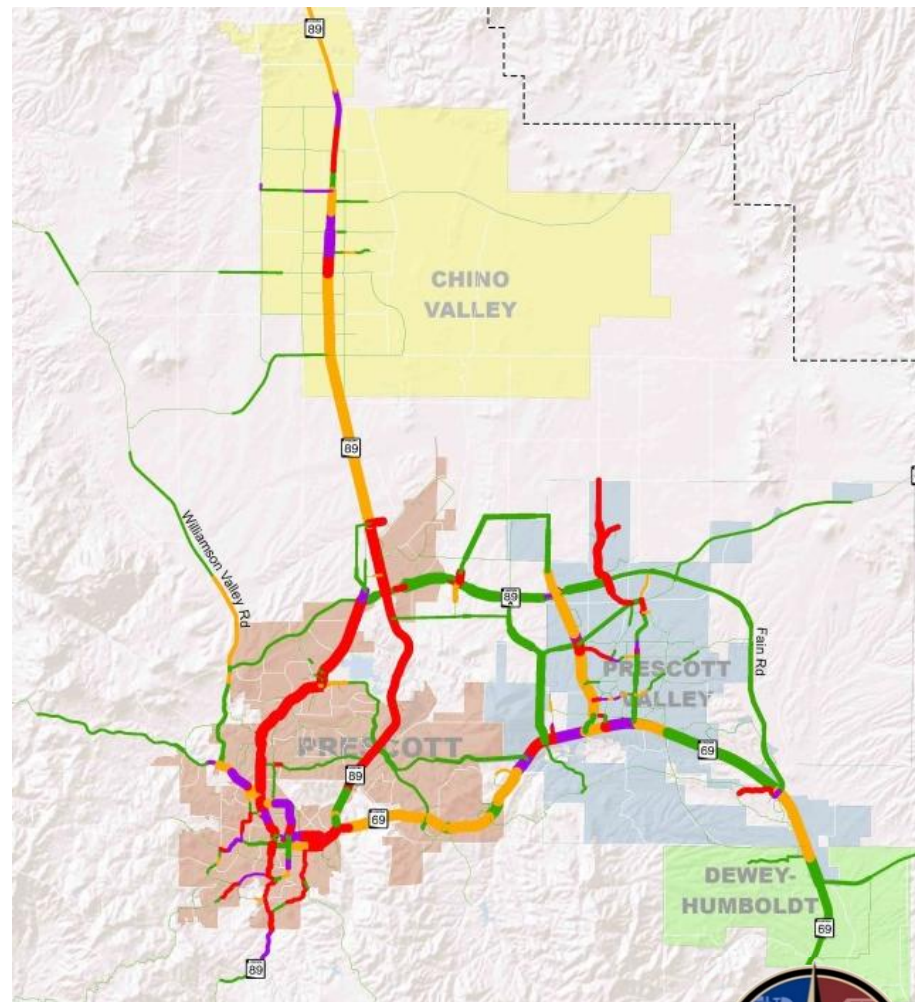 89
CHINO
VALLEY
89
Williamson Valley Rd
89
A
Fain Rd
PRESCOTT
VALLEY
PRESCOTT
69
89
69
DEWEY-
HUMBOLDT
69
89